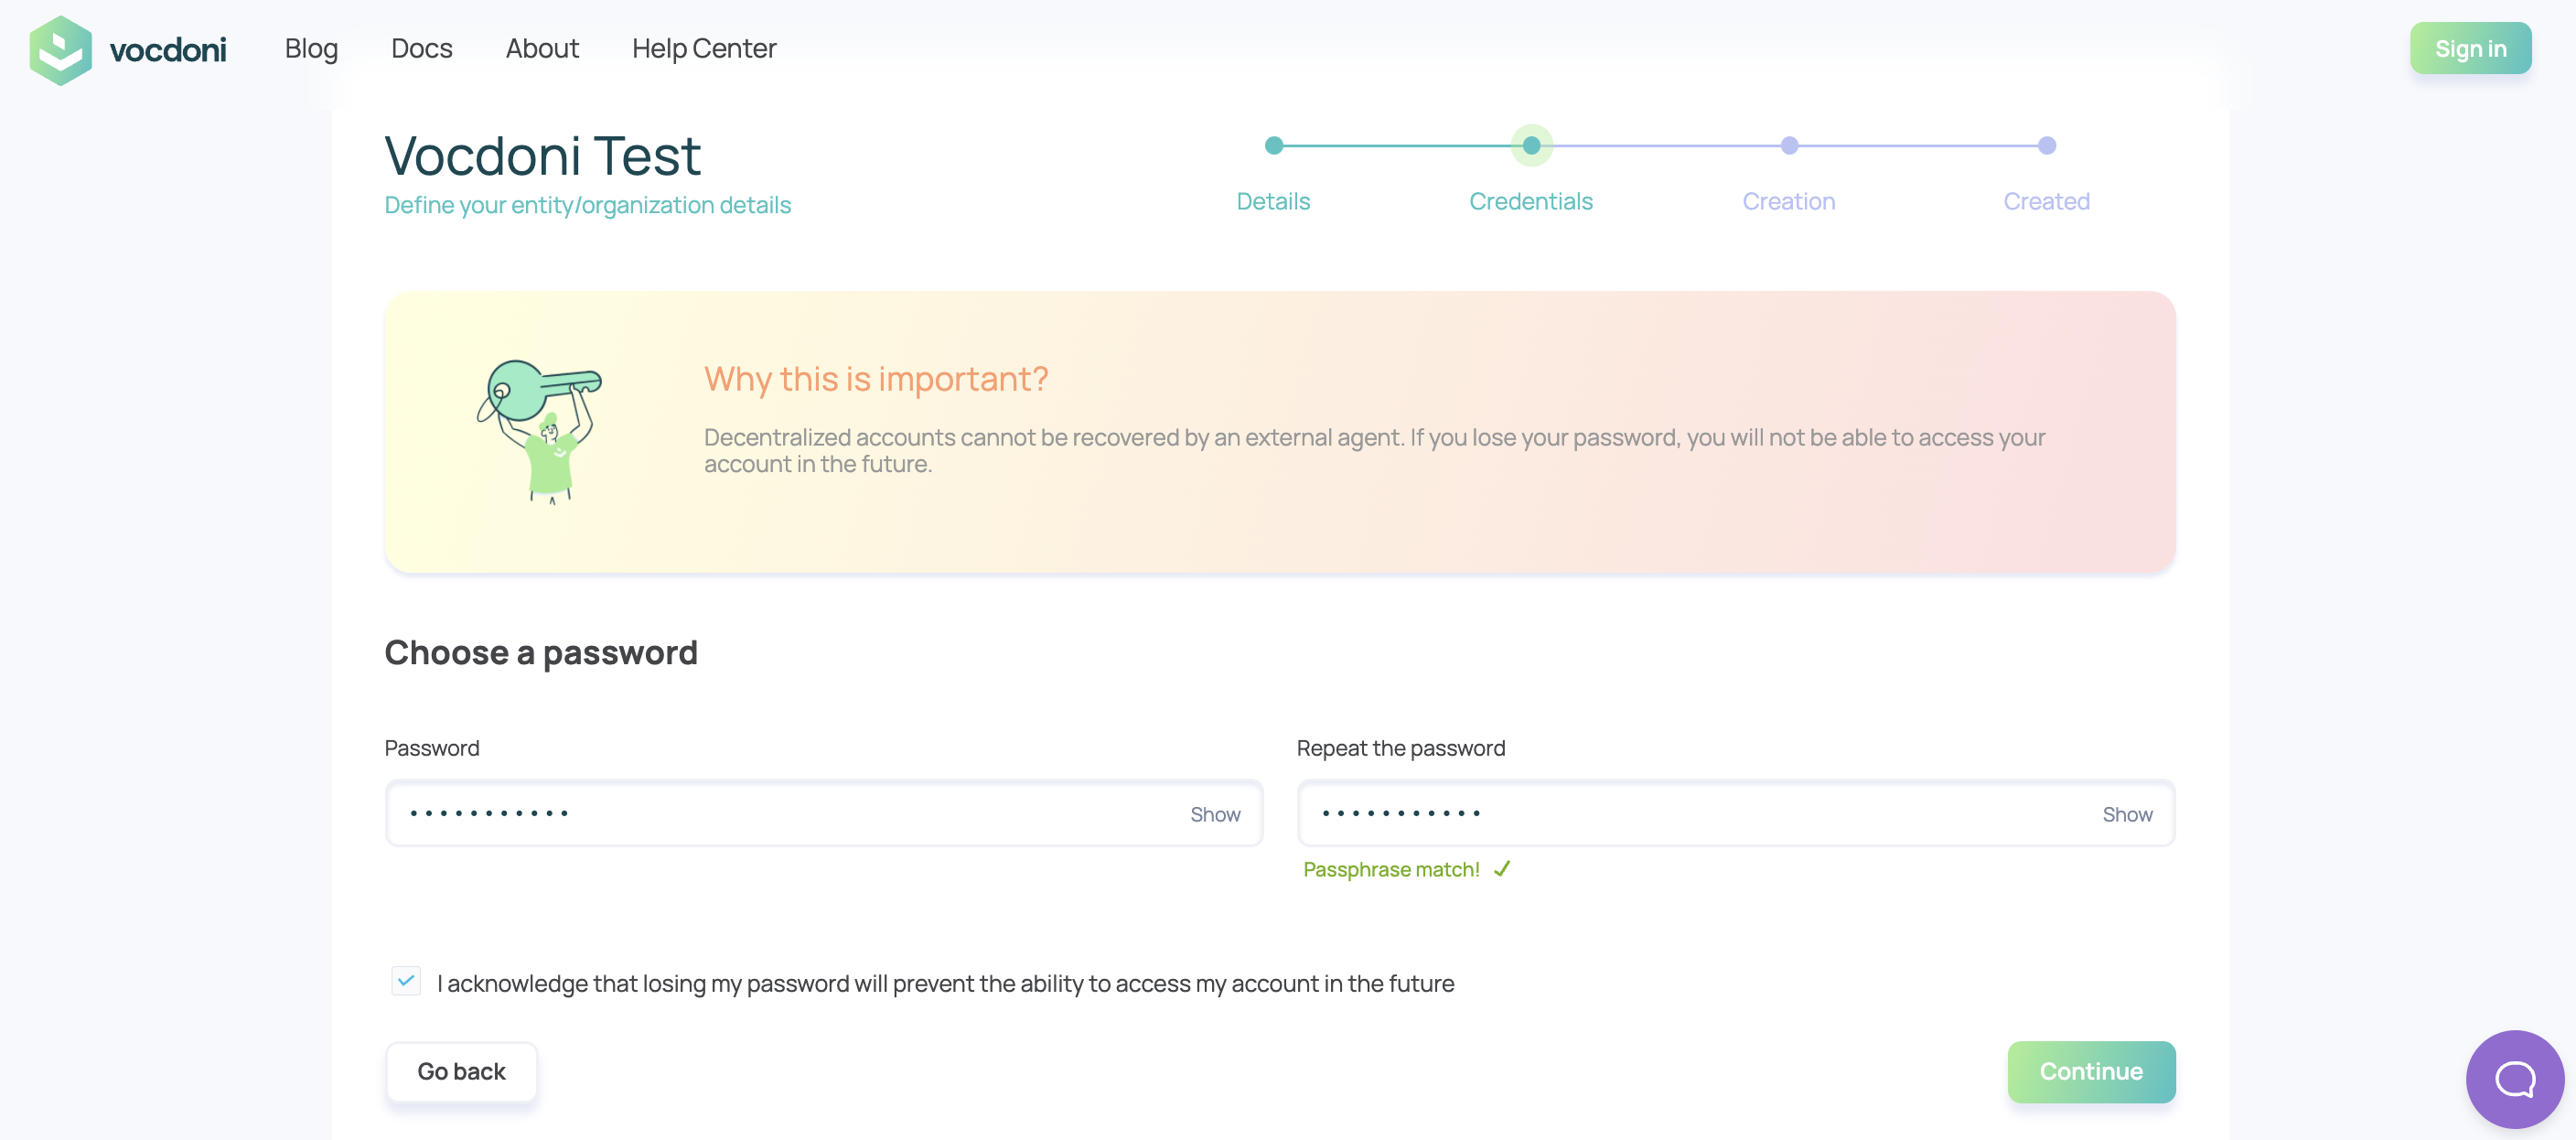 vocdoni
Blog
Docs
About
Help Center
Sign in
Vocdoni Test
Define your entity/organization details
Details
Credentials
Creation
Created
Why this is important?
Decentralized accounts cannot be recovered by an external agent. If you lose your password, you will not be able to access your
account in the future.
Choose a password
Password
Repeat the password
Show
Show
Passphrase match!
I acknowledge that losing my password will prevent the ability to access my account in the future
Go back
Continue